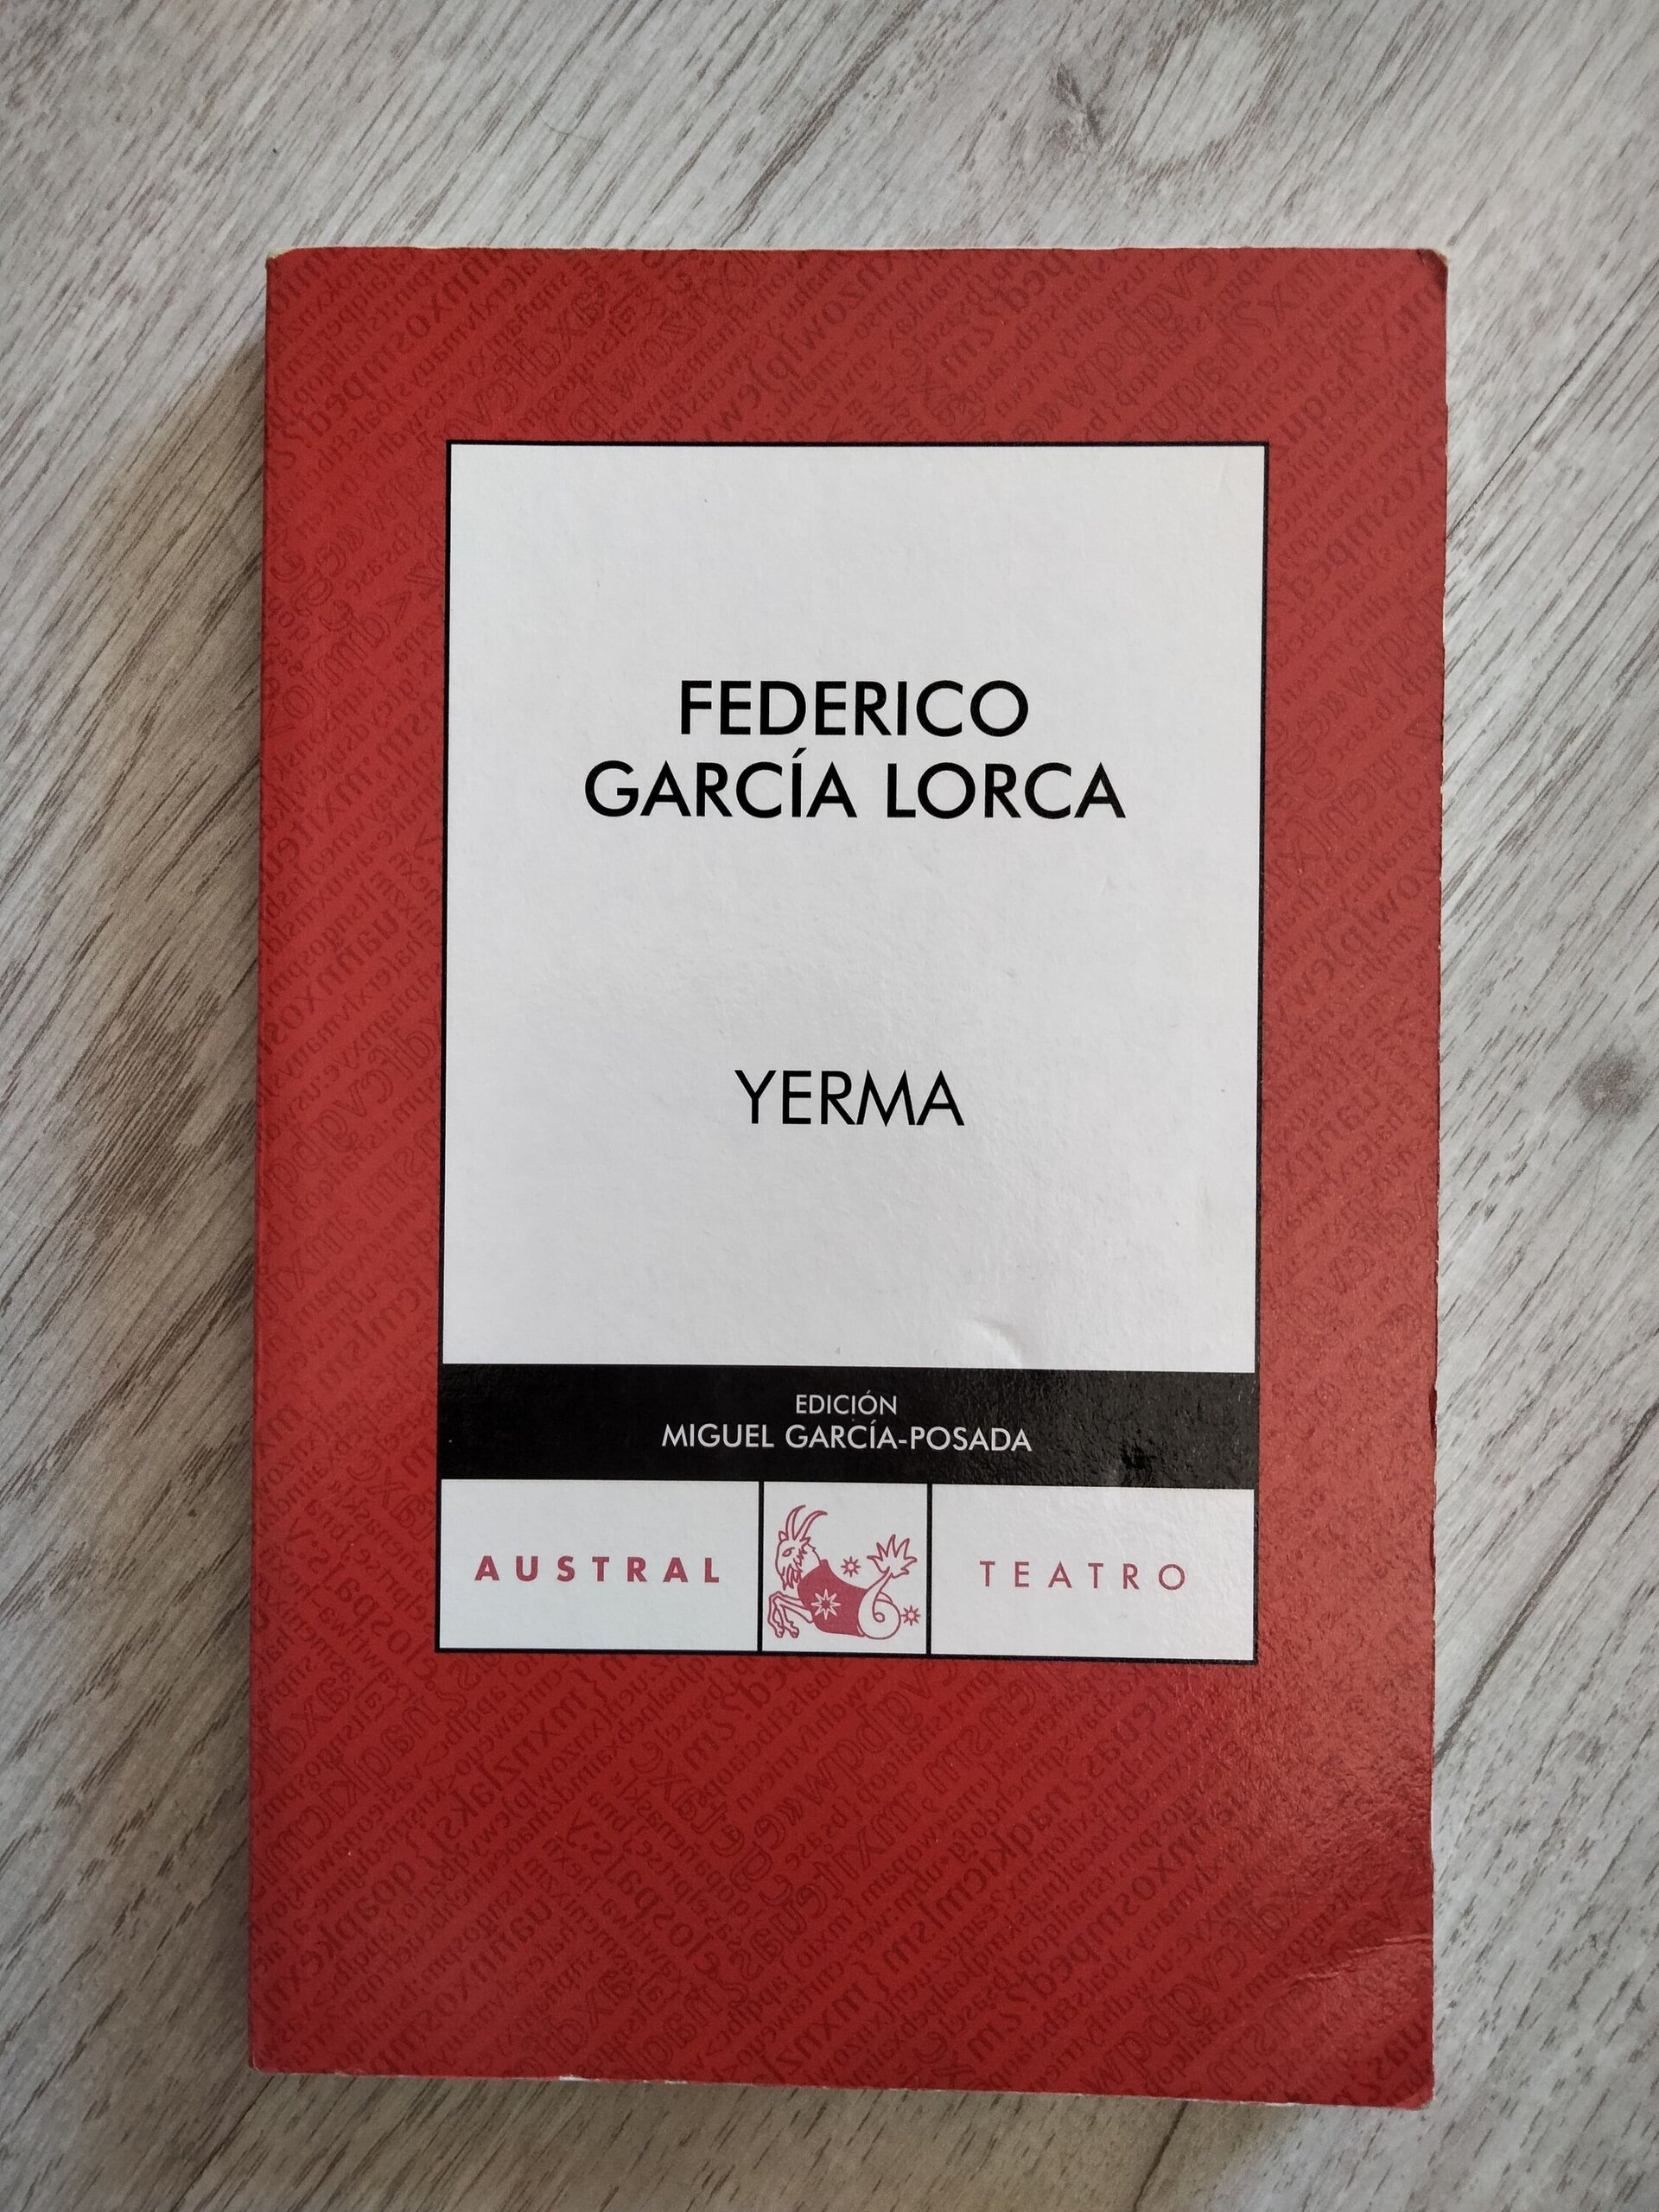 FEDERICO
GARCÍA LORCA
YERMA
EDICIÓN
MIGUEL GARCÍA-POSADA
AUSTRAL
TEATRO